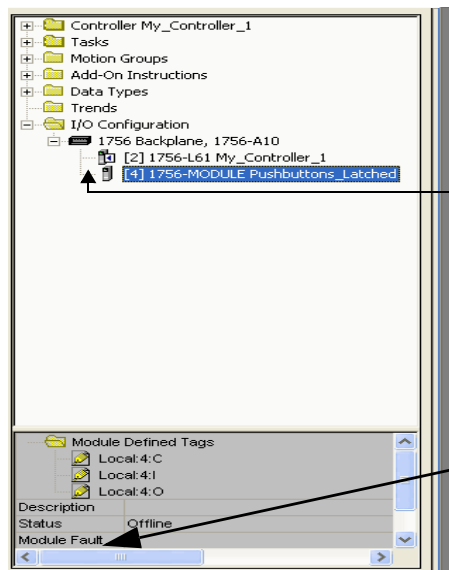 Controller My_Controller_1
Tasks
Motion Groups
Add-On Instructions
Data Types
Trends
I/O Configuration
1756 Backplane, 1756-A10
[2] 1756-L61 My_Controller_1
[4] 1756-MODULE Pushbuttons_Latched
Module Defined Tags
Local:4:C
Local:4:I
Local:4:O
Description
Status Offline
Module Fault